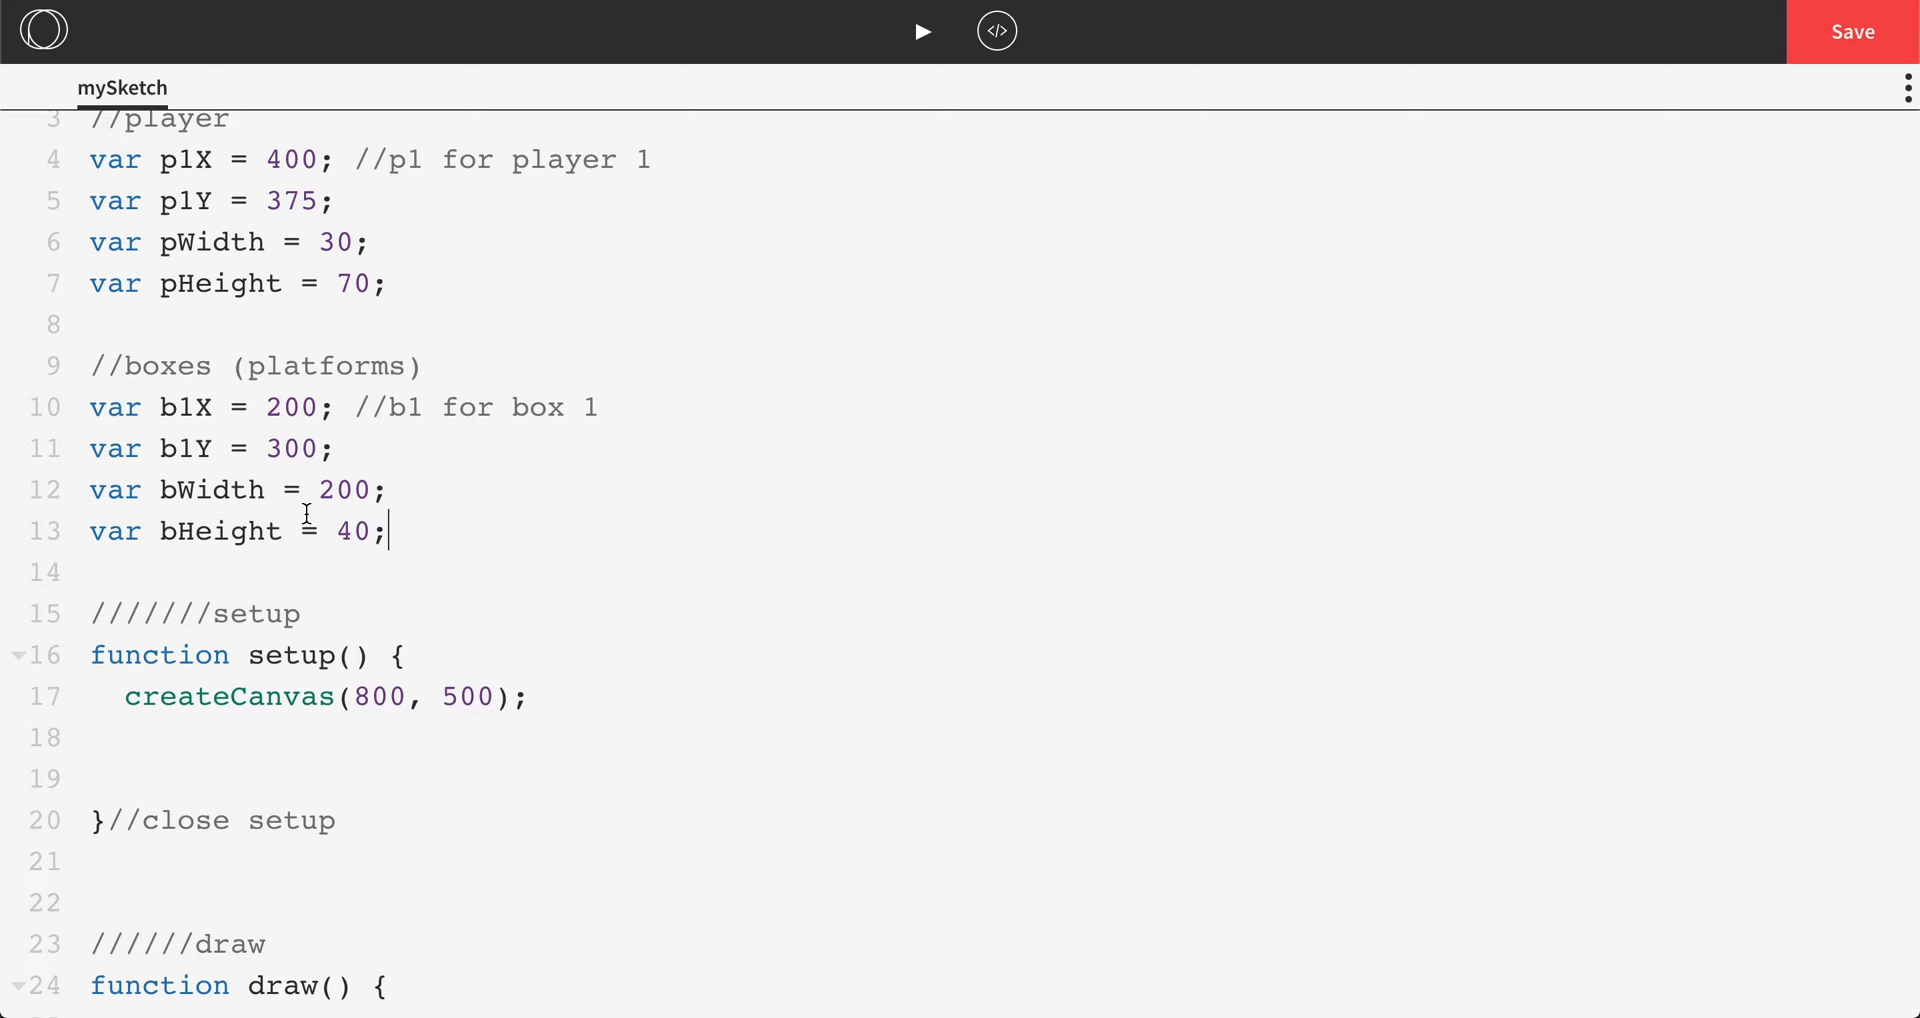 </>
Save
mySketch
3 //player
4 var p1X = 400; //p1 for player 1
5 var p1Y = 375;
6 var pWidth = 30;
7 var pHeight = 70;
8
9 //boxes (platforms)
10 var b1X = 200; //b1 for box 1
11 var b1Y = 300;
12 var bWidth = 200;
13 var bHeight = 40;
14
15 ///////setup
16 function setup() {
17 createCanvas(800, 500);
18
19
20 }//close setup
21
22
23 //////draw
24 function draw() {